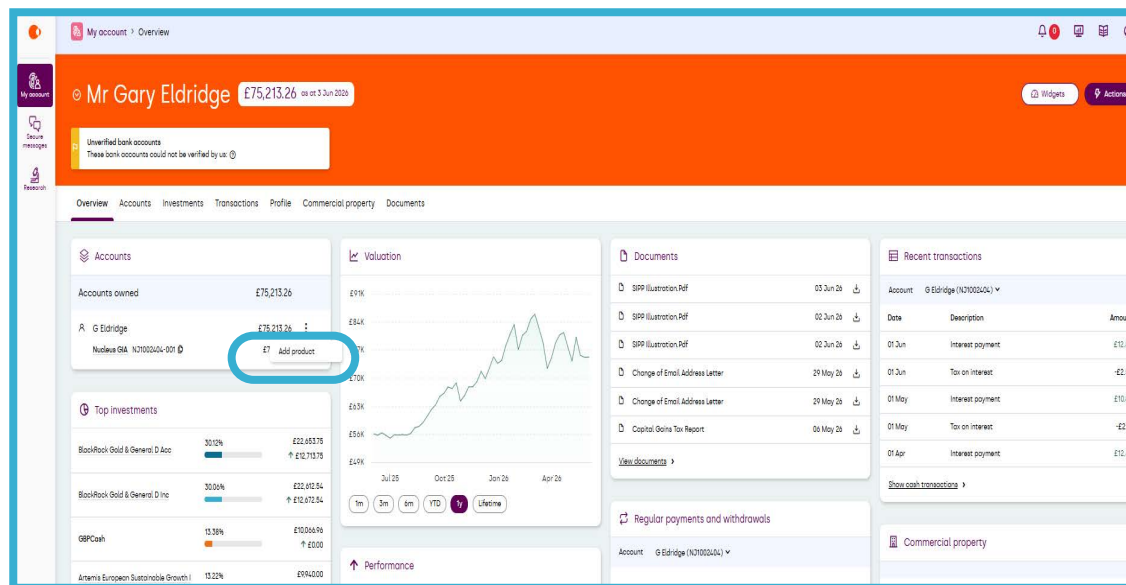 My account > Overview
0
My account
Secure messages
Research
Mr Gary Eldridge £75,213.26 as at 3 Jun 2026
Widgets
Actions
Unverified bank accounts
These bank accounts could not be verified by us:
Overview Accounts Investments Transactions Profile Commercial property Documents
Accounts
Accounts owned £75,213.26
G Eldridge £75,213.26
Nucleus GIA NJ1002404-001
Add product
Top investments
BlackRock Gold & General D Acc 30.12% £22,653.75
↑ £12,713.75
BlackRock Gold & General D Inc 30.06% £22,612.54
↑ £12,672.54
GBPCash 13.38% £10,066.96
↑ £0.00
Artemis European Sustainable Growth I 13.22% £9,940.00
Valuation
£91K
£84K
£70K
£63K
£56K
£49K
Jul 25 Oct 25 Jan 26 Apr 26
1m 3m 6m YTD 1y Lifetime
Performance
Documents
SIPP Illustration.Pdf 03 Jun 26
SIPP Illustration.Pdf 02 Jun 26
SIPP Illustration.Pdf 02 Jun 26
Change of Email Address Letter 29 May 26
Change of Email Address Letter 29 May 26
Capital Gains Tax Report 06 May 26
View documents >
Regular payments and withdrawals
Account G Eldridge (NJ1002404)
Recent transactions
Account G Eldridge (NJ1002404)
Date Description
01 Jun Interest payment £12.
01 Jun Tax on interest -£2.
01 May Interest payment £10.
01 May Tax on interest -£2
01 Apr Interest payment £12.
Show cash transactions >
Commercial property